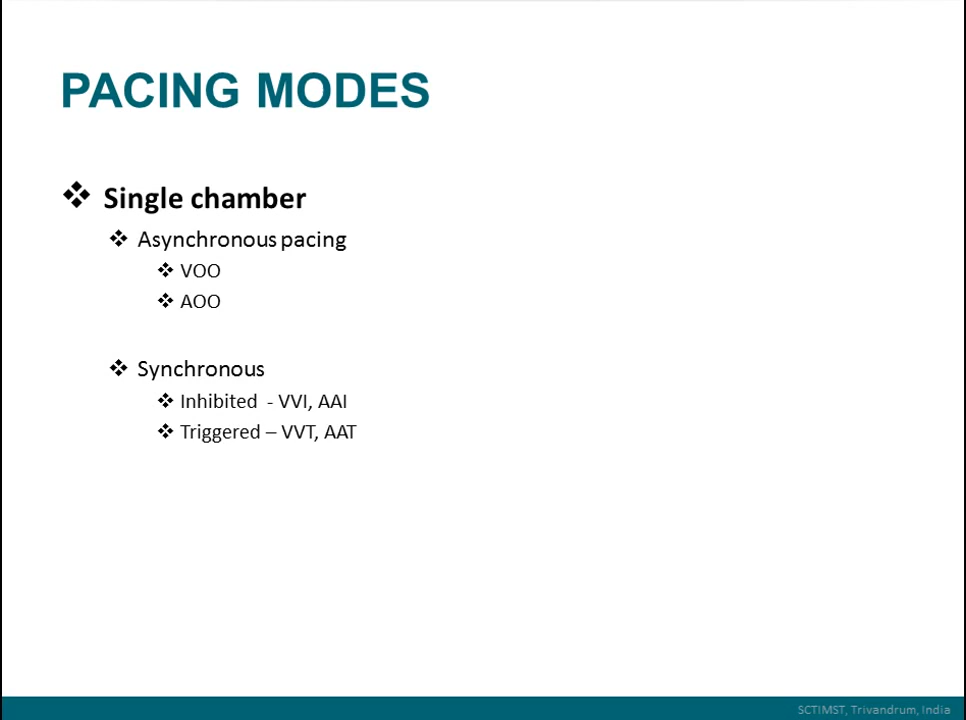 PACING MODES
❖ Single chamber
❖ Asynchronous pacing
❖ VOO
❖ AOO
❖ Synchronous
❖ Inhibited - VVI, AAI
❖ Triggered – VVT, AAT
SCTIMST, Trivandrum, India